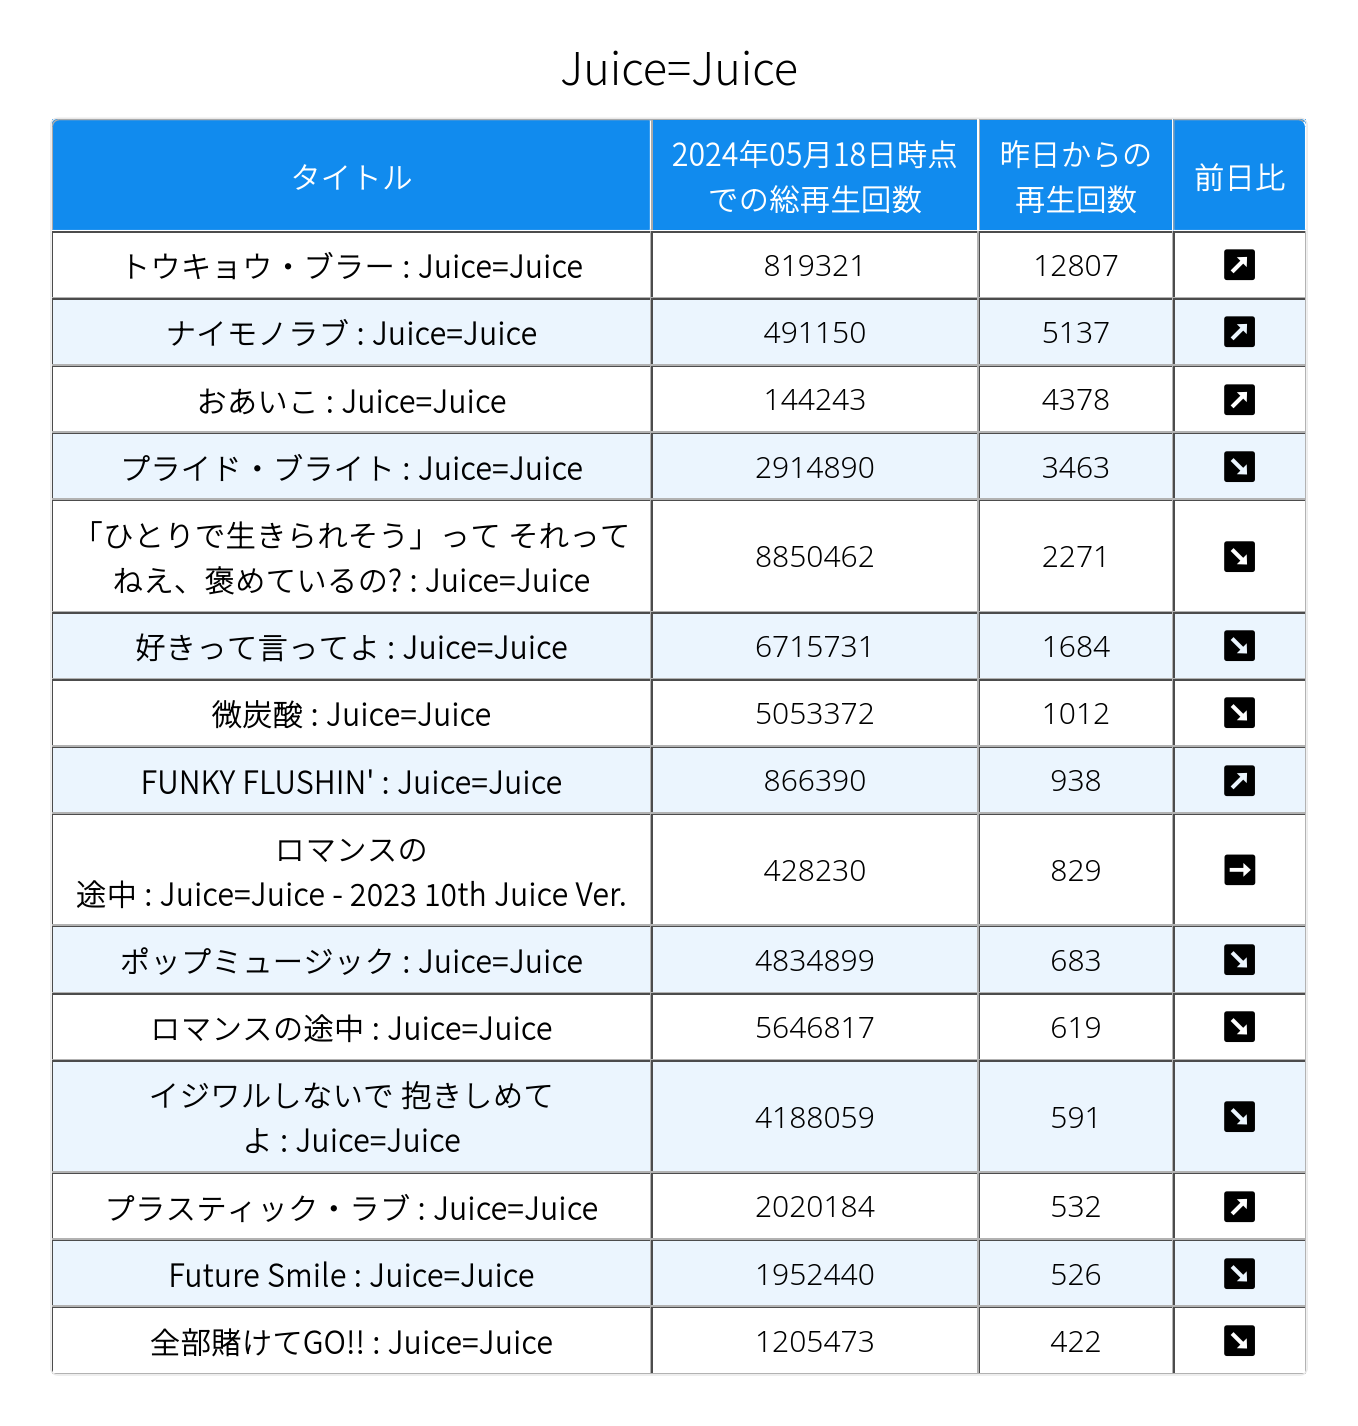 Juice=Juice
タイトル
2024年05月18日時点
での総再生回数
昨日からの
再生回数
前日比
トウキョウ・ブラー : Juice=Juice 819321 12807 ↗
ナイモノラブ : Juice=Juice 491150 5137 ↗
おあいこ : Juice=Juice 144243 4378 ↗
プライド・ブライト : Juice=Juice 2914890 3463 ↘
「ひとりで生きられそう」って それって
ねえ、褒めているの? : Juice=Juice
8850462 2271 ↘
好きって言ってよ : Juice=Juice 6715731 1684 ↘
微炭酸 : Juice=Juice 5053372 1012 ↘
FUNKY FLUSHIN' : Juice=Juice 866390 938 ↗
ロマンスの
途中 : Juice=Juice - 2023 10th Juice Ver.
428230 829 →
ポップミュージック : Juice=Juice 4834899 683 ↘
ロマンスの途中 : Juice=Juice 5646817 619 ↘
イジワルしないで 抱きしめて
よ : Juice=Juice
4188059 591 ↘
プラスティック・ラブ : Juice=Juice 2020184 532 ↗
Future Smile : Juice=Juice 1952440 526 ↘
全部賭けてGO!! : Juice=Juice 1205473 422 ↘